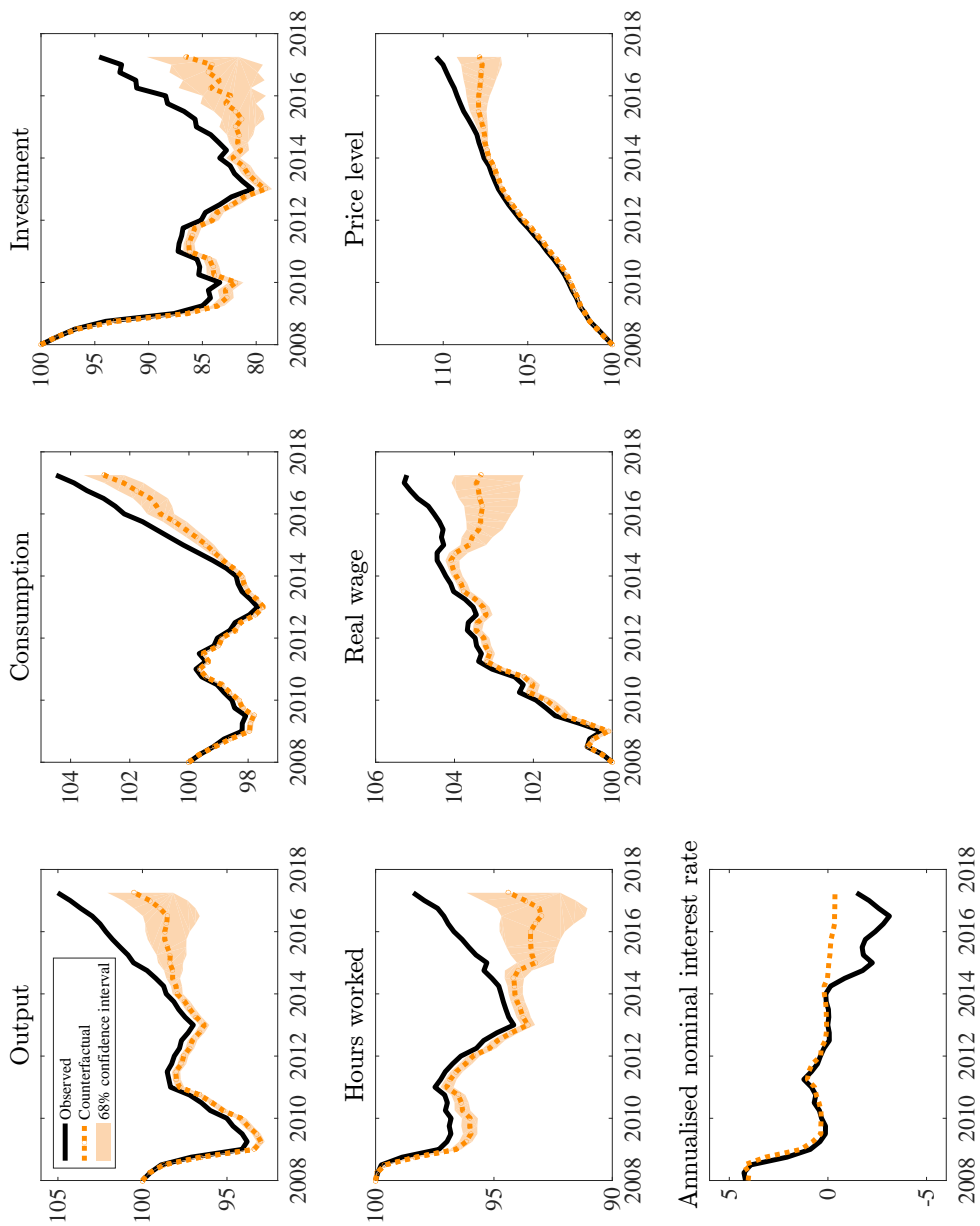 Output
105
100
95
2008 2010 2012 2014 2016 2018
Observed
Counterfactual
68% confidence interval
Consumption
104
102
100
98
2008 2010 2012 2014 2016 2018
Investment
100
95
90
85
80
2008 2010 2012 2014 2016 2018
Hours worked
100
95
90
2008 2010 2012 2014 2016 2018
Real wage
106
104
102
100
2008 2010 2012 2014 2016 2018
Price level
110
105
100
2008 2010 2012 2014 2016 2018
Annualised nominal interest rate
5
0
-5
2008 2010 2012 2014 2016 2018